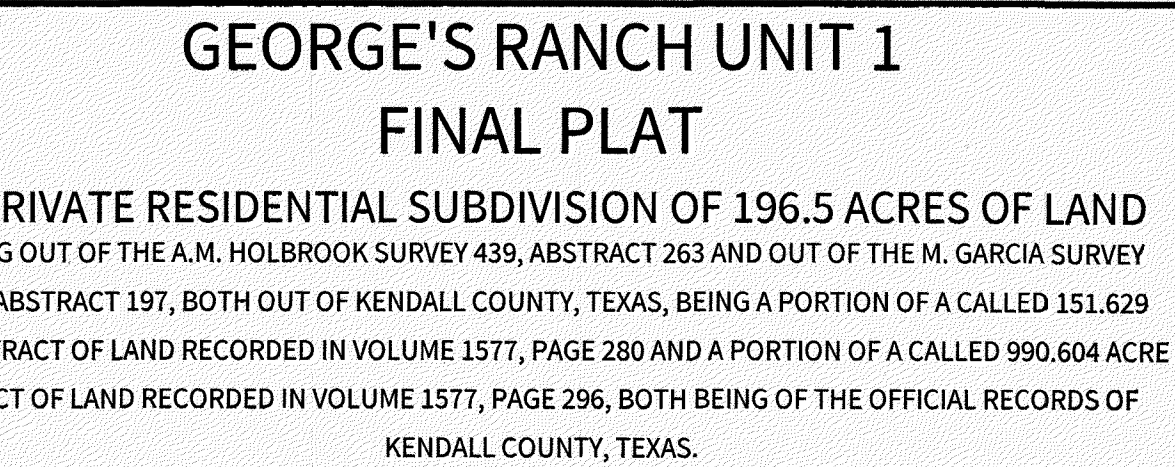 GEORGE'S RANCH UNIT 1
FINAL PLAT
RIVATE RESIDENTIAL SUBDIVISION OF 196.5 ACRES OF LAND
G OUT OF THE A.M. HOLBROOK SURVEY 439, ABSTRACT 263 AND OUT OF THE M. GARCIA SURVEY
ABSTRACT 197, BOTH OUT OF KENDALL COUNTY, TEXAS, BEING A PORTION OF A CALLED 151.629
RACT OF LAND RECORDED IN VOLUME 1577, PAGE 280 AND A PORTION OF A CALLED 990.604 ACRE
CT OF LAND RECORDED IN VOLUME 1577, PAGE 296, BOTH BEING OF THE OFFICIAL RECORDS OF
KENDALL COUNTY, TEXAS.